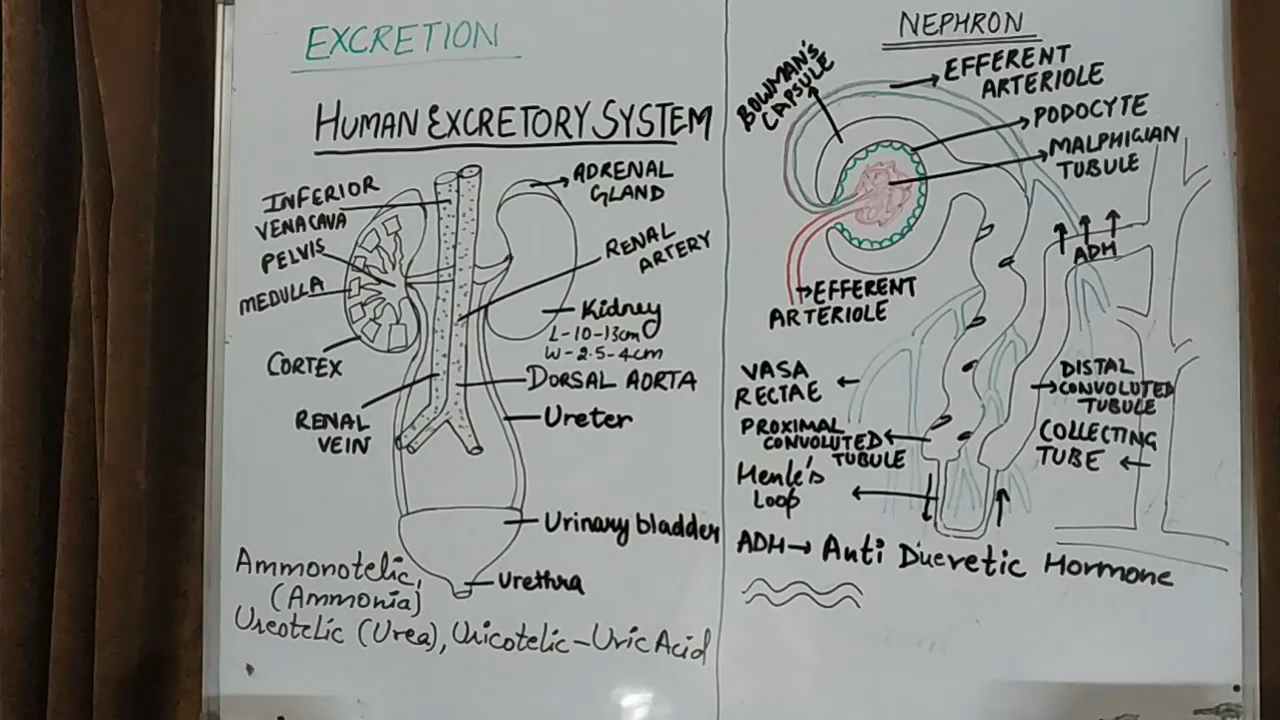 EXCRETION
HUMAN EXCRETORY SYSTEM
INFERIOR
VENACAVA
PELVIS
MEDULLA
CORTEX
RENAL
VEIN
ADRENAL
GLAND
RENAL
ARTERY
Kidney
L-10-13cm
W-2.5-4cm
DORSAL AORTA
Ureter
Urinary bladder
Urethra
Ammonotelic,
(Ammonia)
Ureotelic (Urea), Uricotelic-Uric Acid
NEPHRON
BOWMAN'S
CAPSULE
EFFERENT
ARTERIOLE
PODOCYTE
MALPHIGIAN
TUBULE
ADH
EFFERENT
ARTERIOLE
VASA
RECTAE
PROXIMAL
CONVOLUTED
TUBULE
Henle's
Loop
DISTAL
CONVOLUTED
TUBULE
COLLECTING
TUBE
ADH→ Anti Diueretic Hormone